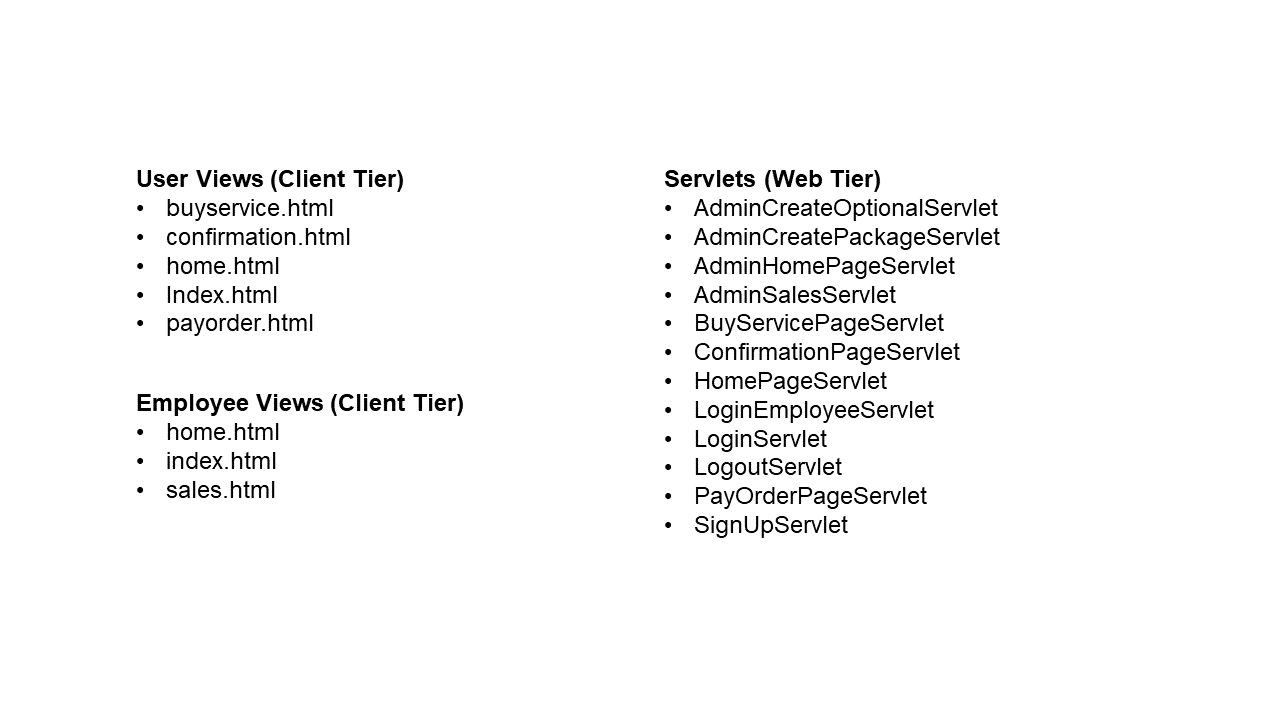 User Views (Client Tier)
• buyservice.html
• confirmation.html
• home.html
• Index.html
• payorder.html
Employee Views (Client Tier)
• home.html
• index.html
• sales.html
Servlets (Web Tier)
• AdminCreateOptionalServlet
• AdminCreatePackageServlet
• AdminHomePageServlet
• AdminSalesServlet
• BuyServicePageServlet
• ConfirmationPageServlet
• HomePageServlet
• LoginEmployeeServlet
• LoginServlet
• LogoutServlet
• PayOrderPageServlet
• SignUpServlet